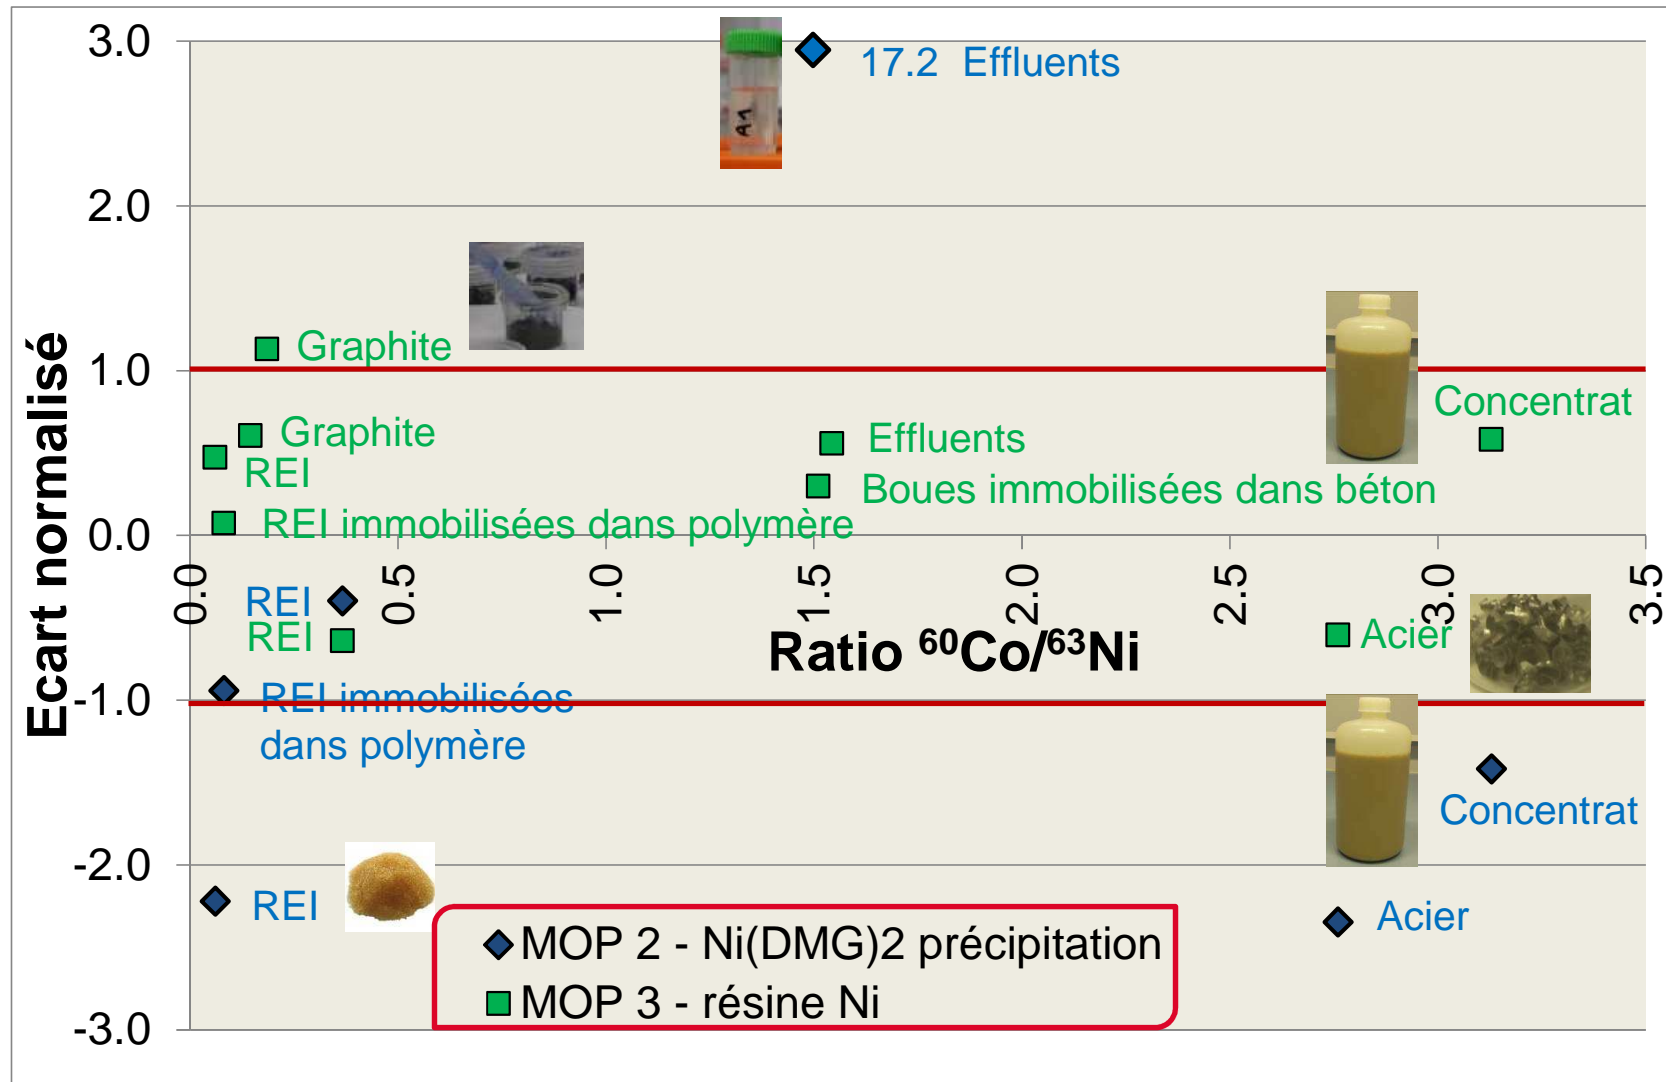 3.0
17.2 Effluents
A1
2.0
Graphite
1.0
Concentrat
Graphite
Effluents
REI
Boues immobilisées dans béton
REI immobilisées dans polymère
0.0
0.0
0.5
1.0
1.5
2.0
2.5
3.0
3.5
REI
REI
Ratio ⁶⁰Co/⁶³Ni
Acier
Ecart normalisé
-1.0
REI immobilisées
dans polymère
Concentrat
-2.0
REI
Acier
MOP 2 - Ni(DMG)2 précipitation
MOP 3 - résine Ni
-3.0